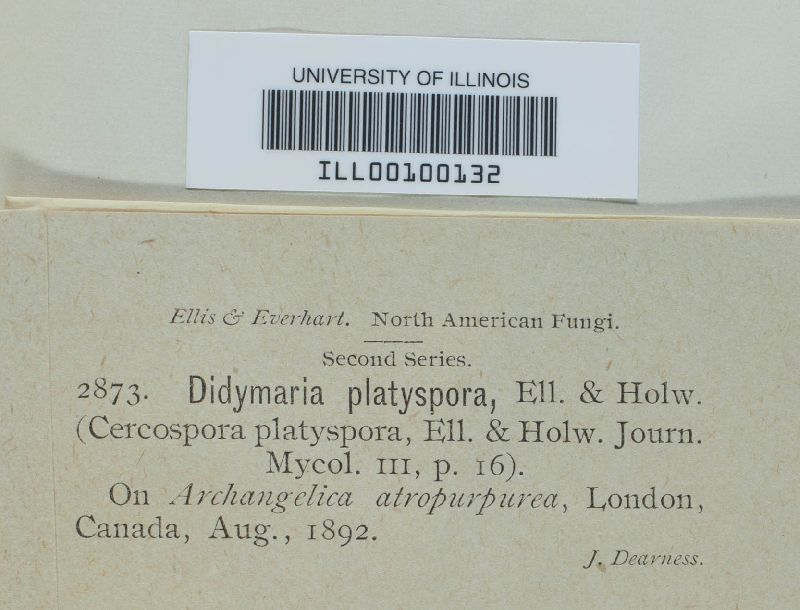 UNIVERSITY OF ILLINOIS
ILL00100132
Ellis & Everhart. North American Fungi.
Second Series.
2873. Didymaria platyspora, Ell. & Holw.
(Cercospora platyspora, Ell. & Holw. Journ.
Mycol. III, p. 16).
On Archangelica atropurpurea, London,
Canada, Aug., 1892.
J. Dearness.